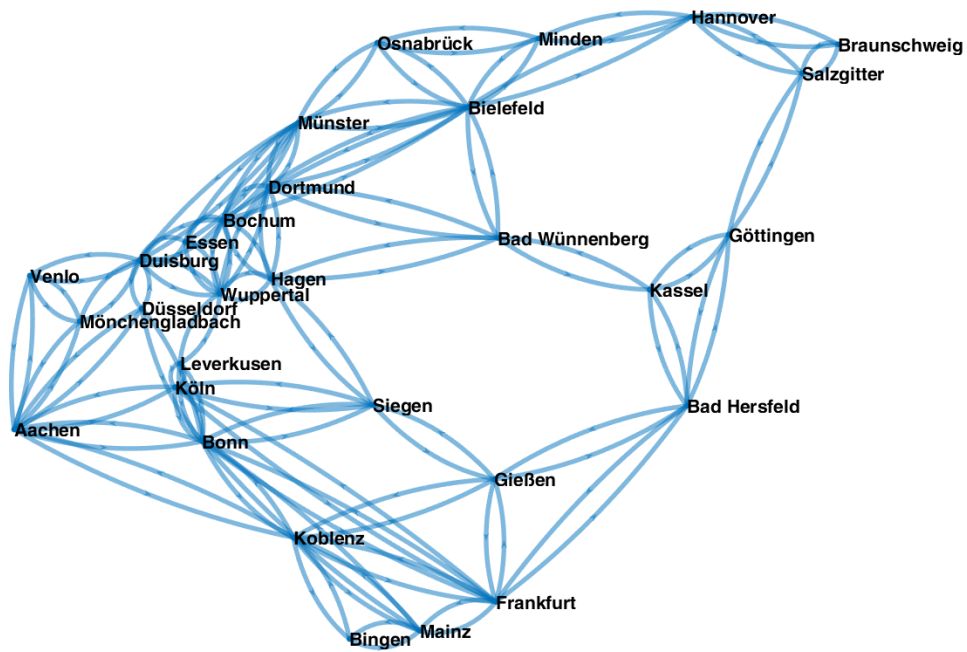 Hannover
Osnabrück
Minden
Braunschweig
Salzgitter
Bielefeld
Münster
Dortmund
Bochum
Essen
Bad Wünnenberg
Göttingen
Duisburg
Venlo
Hagen
Wuppertal
Kassel
Düsseldorf
Mönchengladbach
Leverkusen
Köln
Siegen
Bad Hersfeld
Aachen
Bonn
Gießen
Koblenz
Frankfurt
Mainz
Bingen